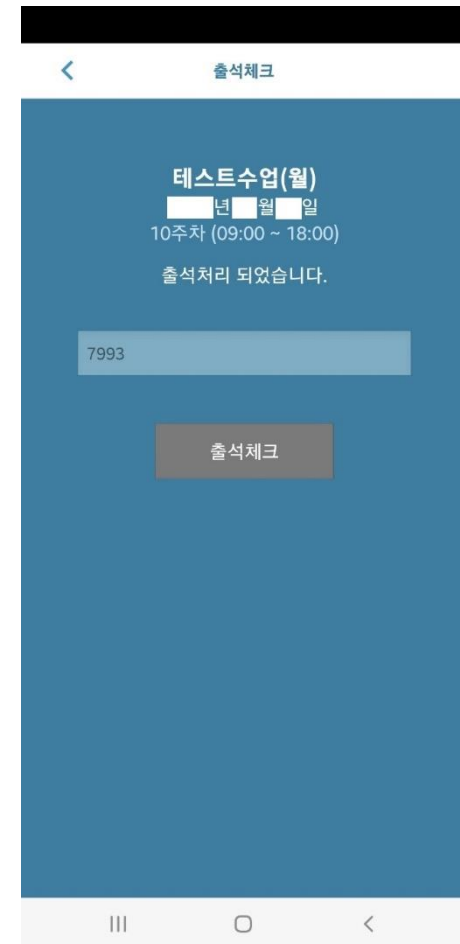 출석체크
테스트수업(월)
년 월 일
10주차 (09:00 ~ 18:00)
출석처리 되었습니다.
7993
출석체크